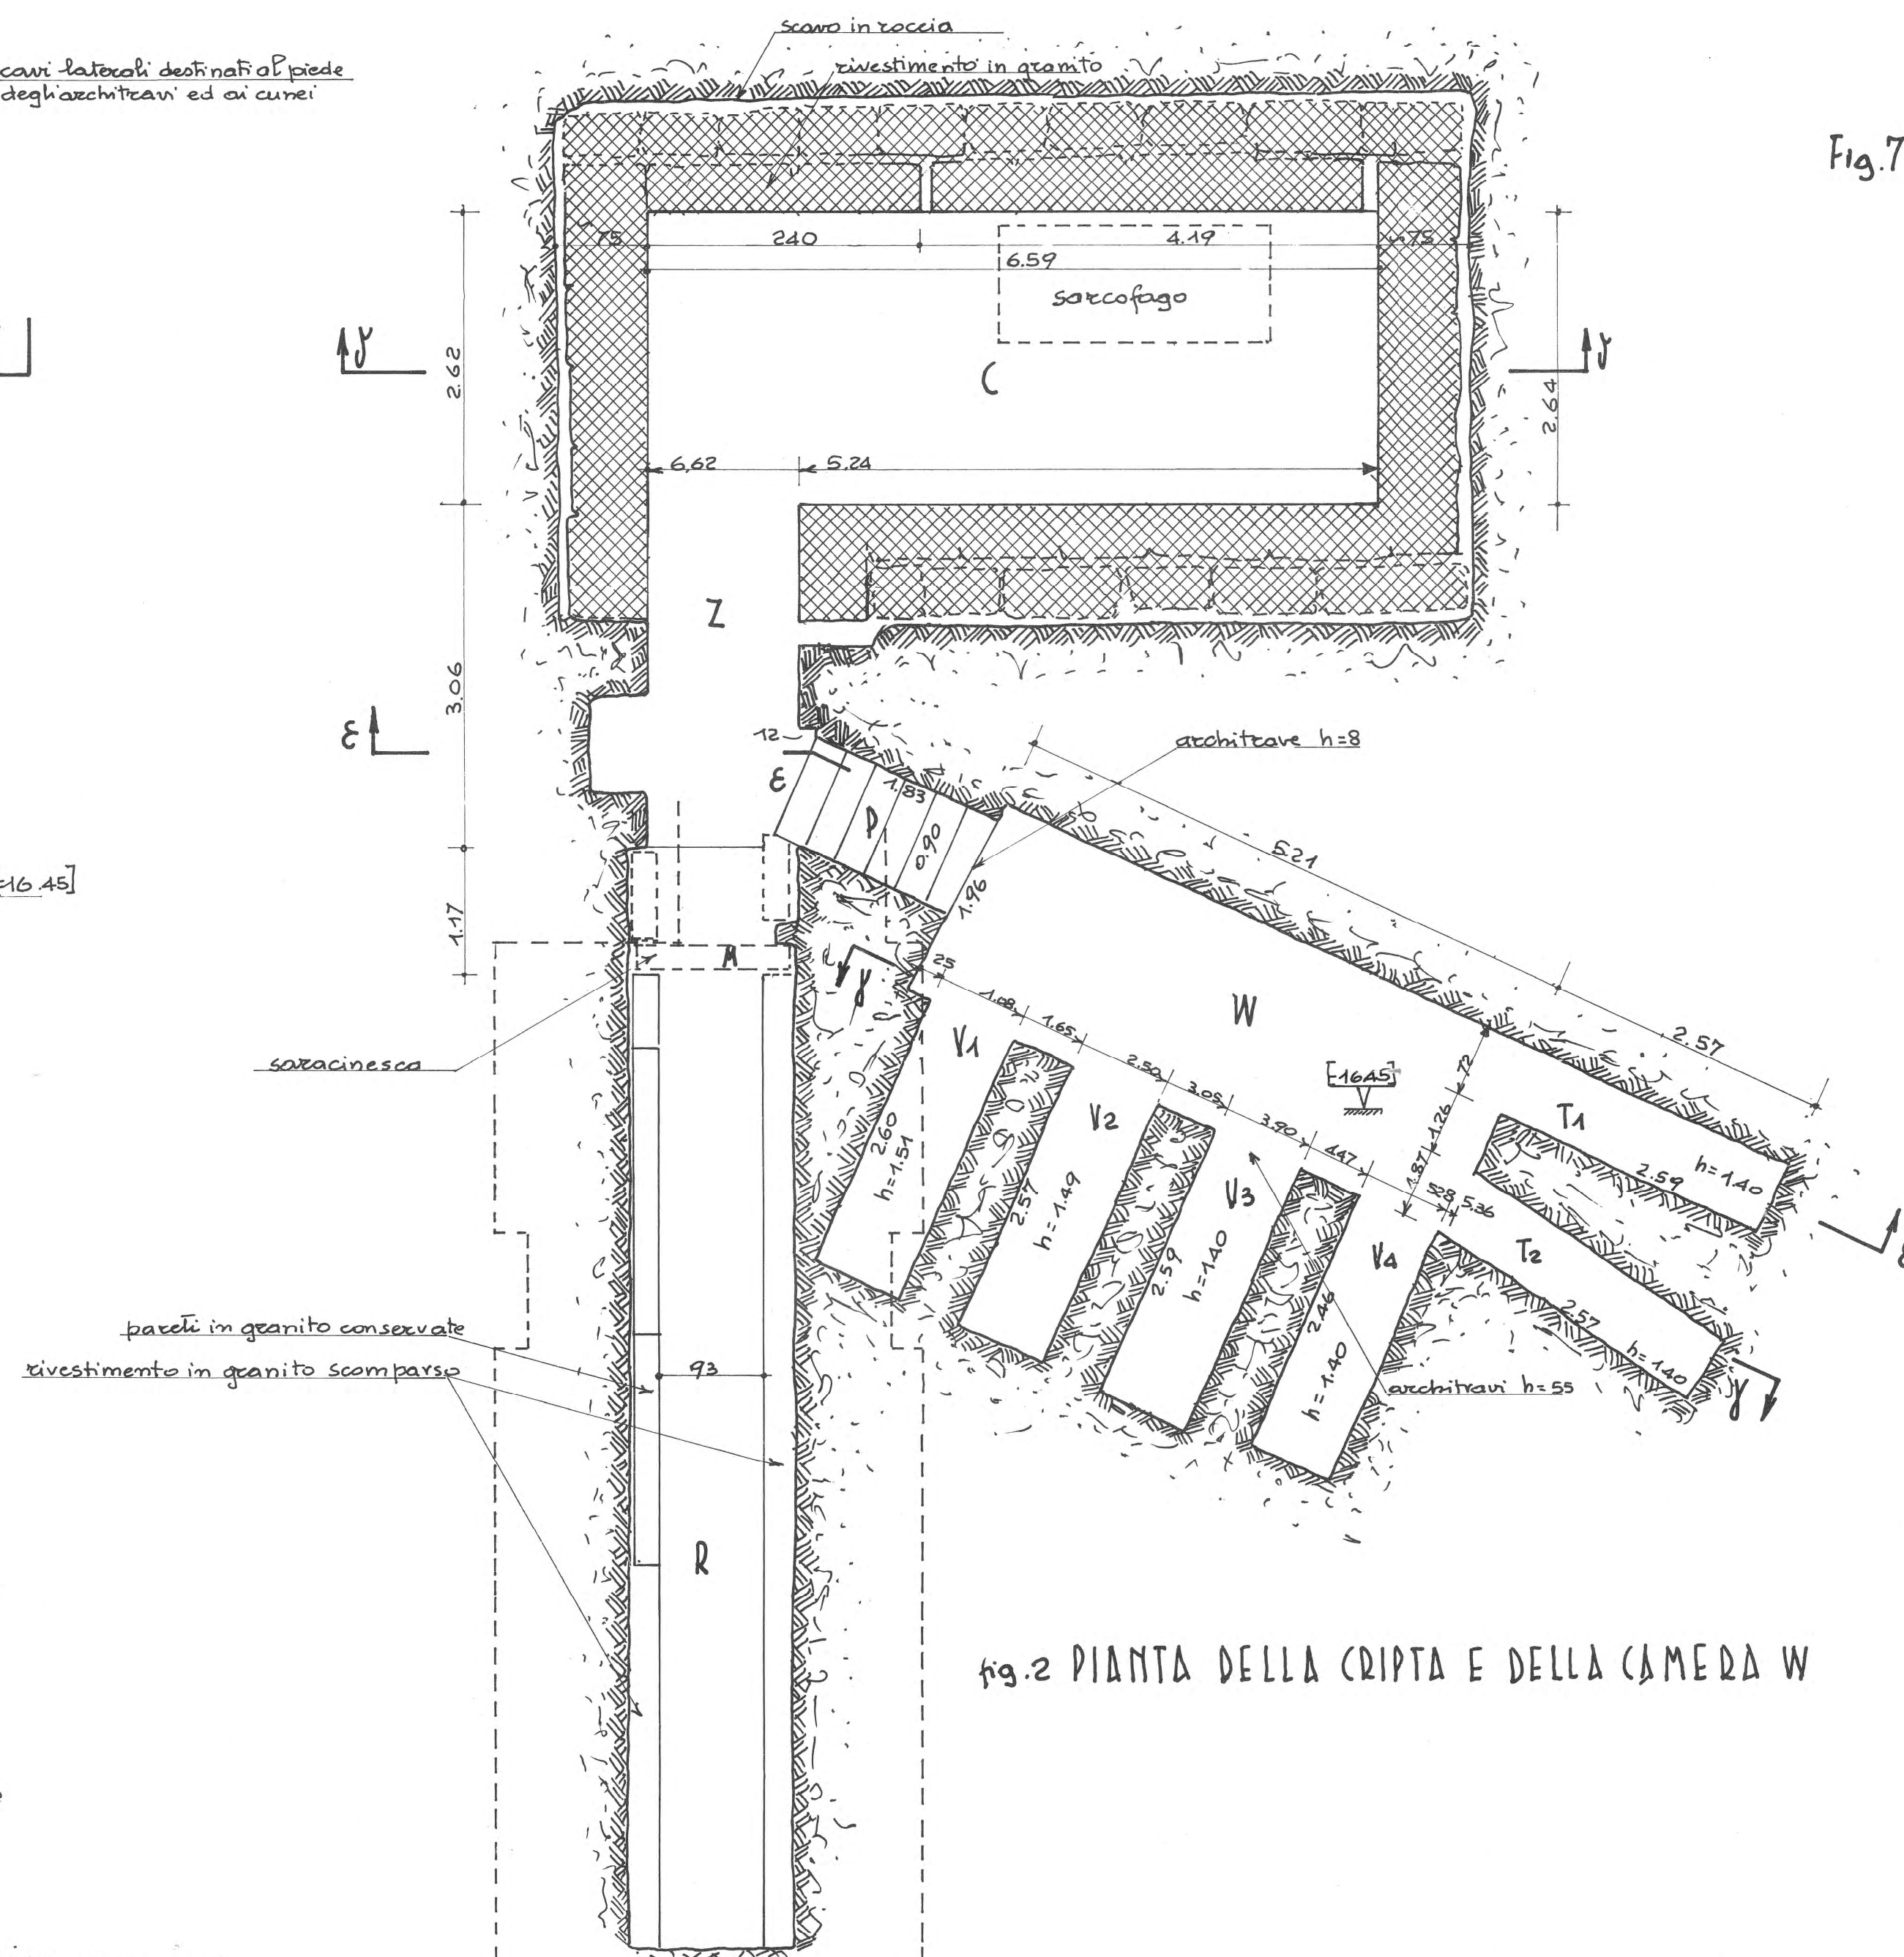 scavo in roccia
rivestimento in granito
cavi laterali destinati al piede
degli architravi ed ai cunei
Fig. 7
75
240
4.19
75
6.59
sarcofago
C
γ
γ
2.62
2.64
6,62
5.24
Z
3.06
ε
12
ε
architrave h=8
1.83
P
0.90
1.96
5.21
=16.45]
1.17
M
γ
25
1.08
1.65
2.50
3.05
3.90
447
528
5.36
W
[1645]
72
1.26
1.87
2.57
saracinesca
V1
V2
V3
V4
T1
T2
2.60
h=1.51
2.57
h=1.49
2.59
h=1.40
2.46
h=1.40
2.59
h=1.40
2.57
h=1.40
γ
pareti in granito conservate
rivestimento in granito scomparso
93
architravi h=55
R
fig.2 PIANTA DELLA CRIPTA E DELLA CAMERA W